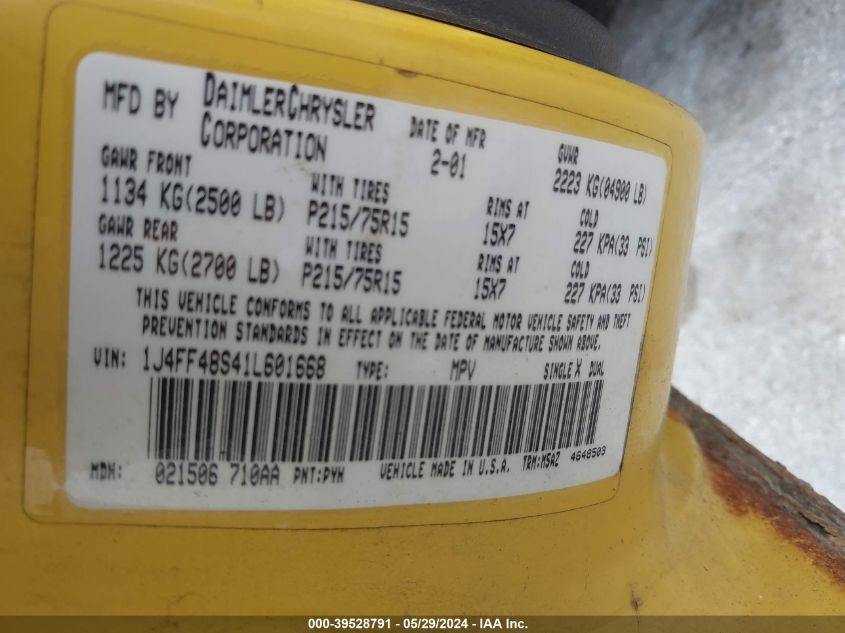 MFD BY DAIMLERCHRYSLER CORPORATION DATE OF MFR 2-01 GVWR 2223 KG(04900 LB)
GAWR FRONT WITH TIRES RIMS AT COLD
1134 KG(2500 LB) P215/75R15 15X7 227 KPA(33 PSI)
GAWR REAR WITH TIRES RIMS AT COLD
1225 KG(2700 LB) P215/75R15 15X7 227 KPA(33 PSI)
THIS VEHICLE CONFORMS TO ALL APPLICABLE FEDERAL MOTOR VEHICLE SAFETY AND THEFT
PREVENTION STANDARDS IN EFFECT ON THE DATE OF MANUFACTURE SHOWN ABOVE.
VIN: 1J4FF48S41L601668 TYPE: MPV SINGLE X DUAL
MDH: 021506 710AA PNT:PYH VEHICLE MADE IN U.S.A. TRM:M5AZ 4648503
000-39528791 - 05/29/2024 - IAA Inc.